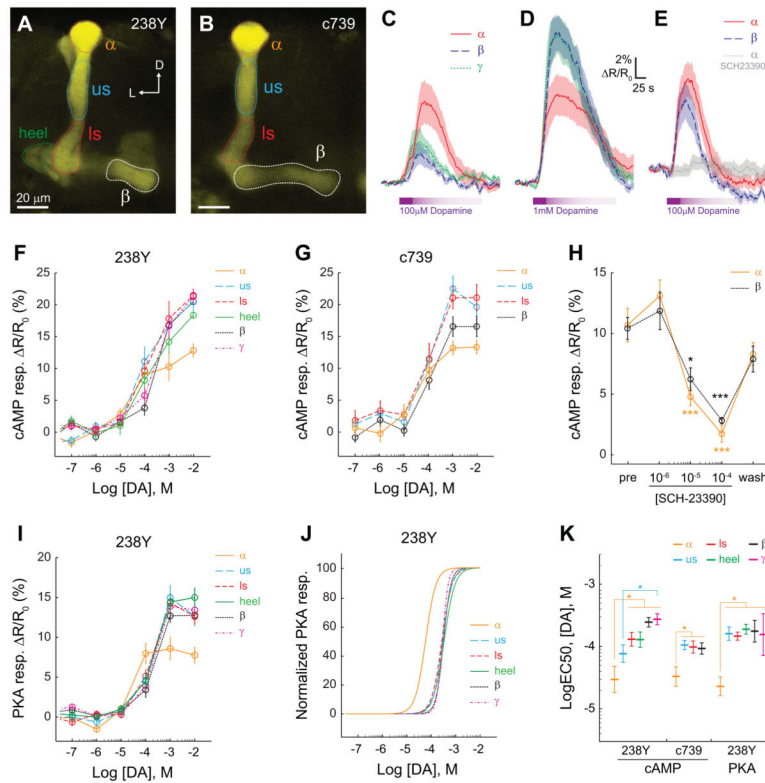 A
238Y
α
us
D
L
heel
ls
β
20 µm
B
c739
α
us
ls
β
C
α
β
γ
100µM Dopamine
D
2%
ΔR/R0
25 s
1mM Dopamine
E
α
β
α
SCH23390
100µM Dopamine
F
238Y
cAMP resp. ΔR/R0 (%)
25
20
15
10
5
0
-7 -6 -5 -4 -3 -2
Log [DA], M
α
us
ls
heel
β
γ
G
c739
cAMP resp. ΔR/R0 (%)
25
20
15
10
5
0
-7 -6 -5 -4 -3 -2
Log [DA], M
α
us
ls
β
H
cAMP resp. ΔR/R0 (%)
15
10
5
0
α
β
*
***
***
***
pre 10-6 10-5 10-4 wash
[SCH-23390]
I
238Y
PKA resp. ΔR/R0 (%)
20
15
10
5
0
-7 -6 -5 -4 -3 -2
Log [DA], M
α
us
ls
heel
β
γ
J
238Y
Normalized PKA resp.
100
80
60
40
20
0
-7 -6 -5 -4 -3 -2
Log [DA], M
α
us
ls
heel
β
γ
K
α ls β
us heel γ
LogEC50, [DA], M
-3
-4
-5
*
*
*
*
238Y c739 238Y
cAMP PKA